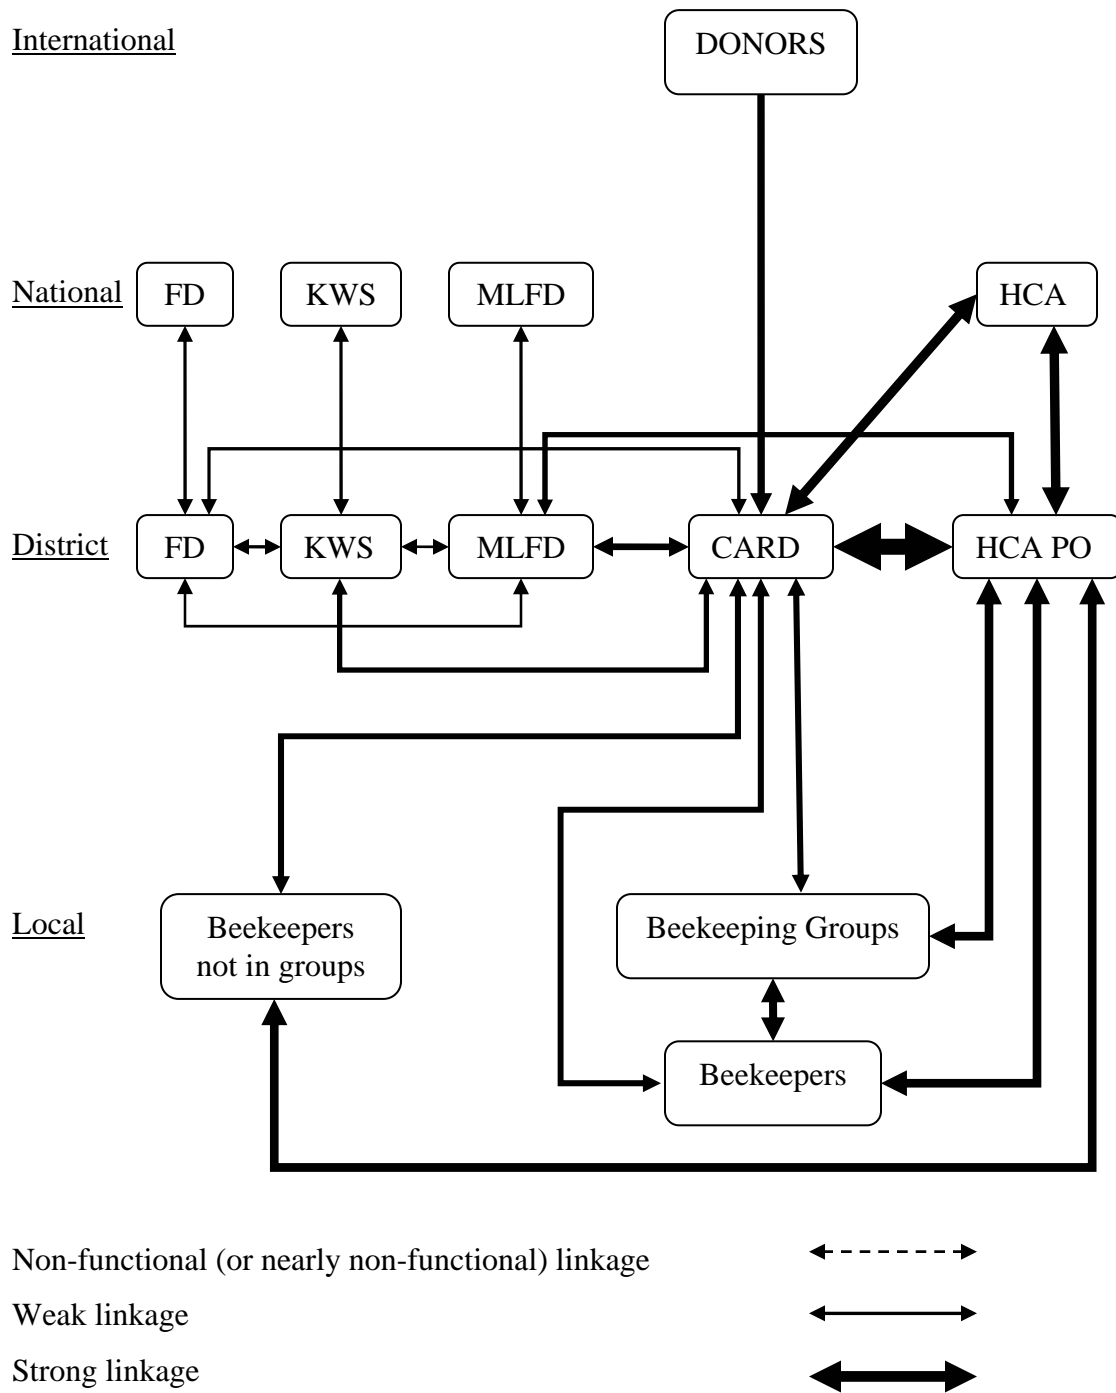 International
DONORS
National
FD
KWS
MLFD
HCA
District
FD
KWS
MLFD
CARD
HCA PO
Local
Beekeepers
not in groups
Beekeeping Groups
Beekeepers
Non-functional (or nearly non-functional) linkage
Weak linkage
Strong linkage